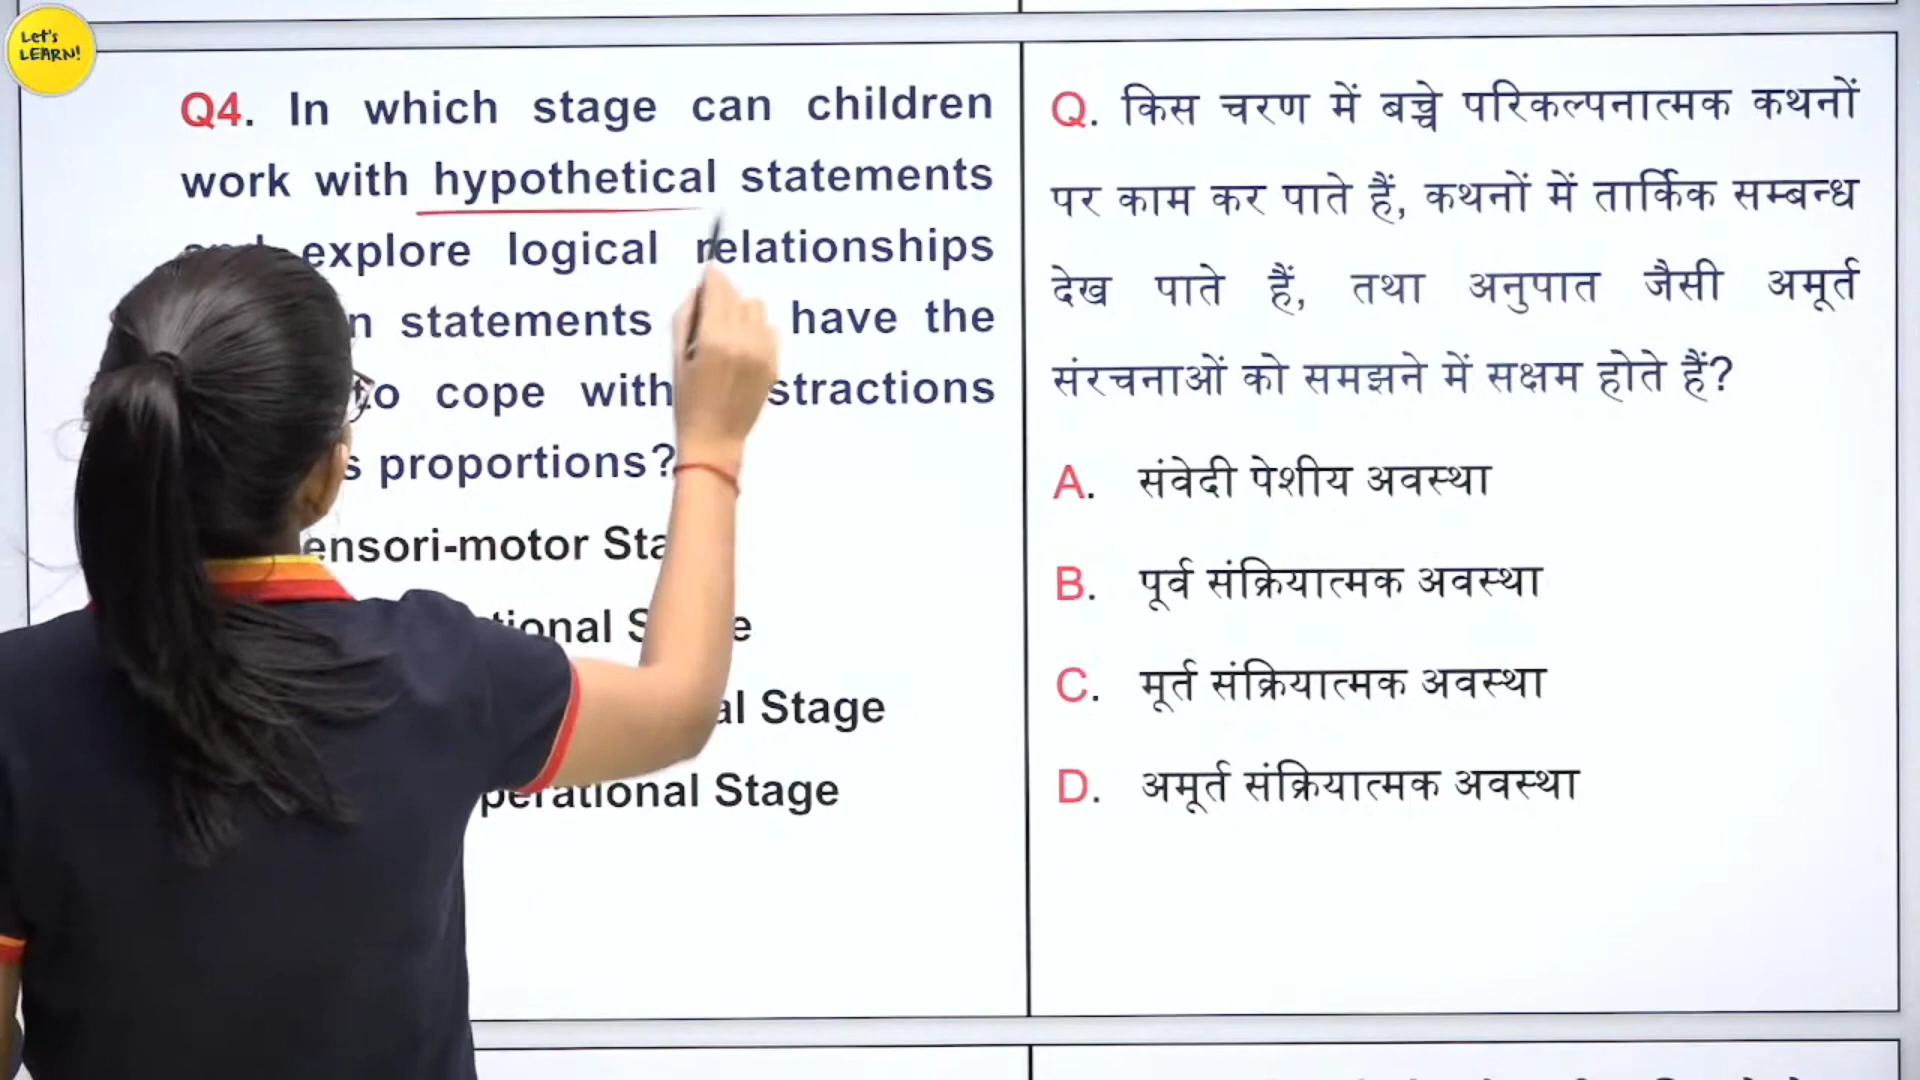 Let's
LEARN!
Q4. In which stage can children
work with hypothetical statements
explore logical relationships
statements have the
to cope with
proportions?
Stage
Stage
Q. किस चरण में बच्चे परिकल्पनात्मक कथनों
पर काम कर पाते हैं, कथनों में तार्किक सम्बन्ध
देख पाते हैं, तथा अनुपात जैसी अमूर्त
संरचनाओं को समझने में सक्षम होते हैं?
A. संवेदी पेशीय अवस्था
B. पूर्व संक्रियात्मक अवस्था
C. मूर्त संक्रियात्मक अवस्था
D. अमूर्त संक्रियात्मक अवस्था